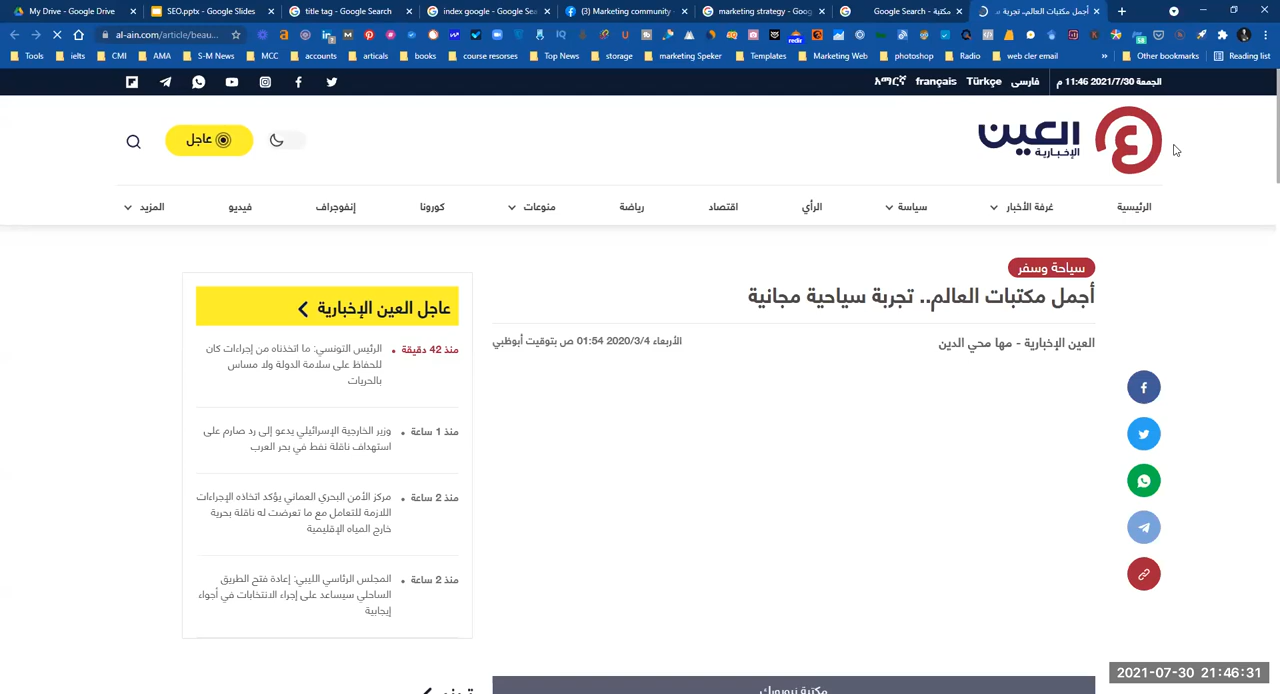 My Drive - Google Drive
SEO.pptx - Google Slides
title tag - Google Search
index google - Google Sea
(3) Marketing community
marketing strategy - Goog
مكتبة - Google Search
أجمل مكتبات العالم.. تجربة
al-ain.com/article/beau...
Tools
ielts
CMI
AMA
S-M News
MCC
accounts
articals
books
course resorses
Top News
storage
marketing Speker
Templates
Marketing Web
photoshop
Radio
web cler email
»
Other bookmarks
Reading list
الجمعة 2021/7/30 11:46 م
فارسی
Türkçe
français
አማርኛ
العين
الإخبارية
عاجل
الرئيسية
غرفة الأخبار
سياسة
الرأي
اقتصاد
رياضة
منوعات
كورونا
إنفوجراف
فيديو
المزيد
سياحة وسفر
أجمل مكتبات العالم.. تجربة سياحية مجانية
العين الإخبارية - مها محي الدين
الأربعاء 2020/3/4 01:54 ص بتوقيت أبوظبي
عاجل العين الإخبارية
منذ 42 دقيقة
الرئيس التونسي: ما اتخذناه من إجراءات كان
للحفاظ على سلامة الدولة ولا مساس
بالحريات
منذ 1 ساعة
وزير الخارجية الإسرائيلي يدعو إلى رد صارم على
استهداف ناقلة نفط في بحر العرب
منذ 2 ساعة
مركز الأمن البحري العماني يؤكد اتخاذه الإجراءات
اللازمة للتعامل مع ما تعرضت له ناقلة بحرية
خارج المياه الإقليمية
منذ 2 ساعة
المجلس الرئاسي الليبي: إعادة فتح الطريق
الساحلي سيساعد على إجراء الانتخابات في أجواء
إيجابية
مكتبة نيويورك
2021-07-30 21:46:31